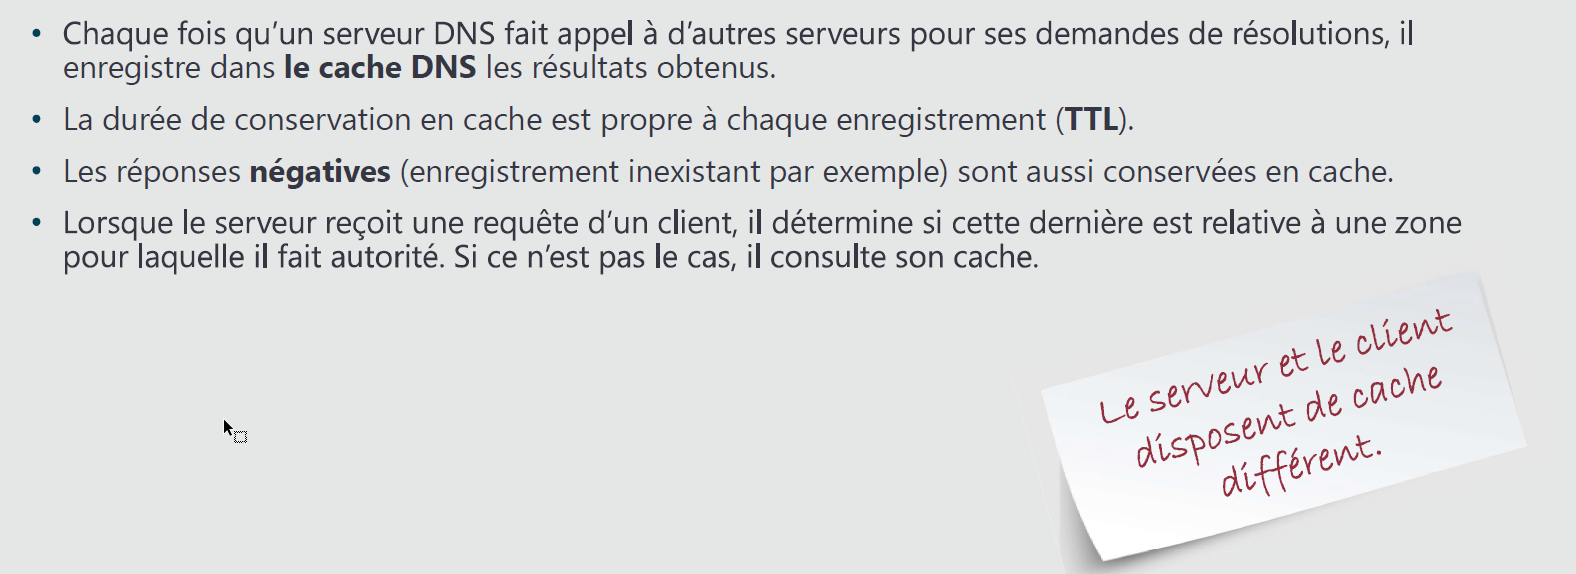 • Chaque fois qu’un serveur DNS fait appel à d’autres serveurs pour ses demandes de résolutions, il
enregistre dans le cache DNS les résultats obtenus.
• La durée de conservation en cache est propre à chaque enregistrement (TTL).
• Les réponses négatives (enregistrement inexistant par exemple) sont aussi conservées en cache.
• Lorsque le serveur reçoit une requête d’un client, il détermine si cette dernière est relative à une zone
pour laquelle il fait autorité. Si ce n’est pas le cas, il consulte son cache.
Le serveur et le client
disposent de cache
différent.